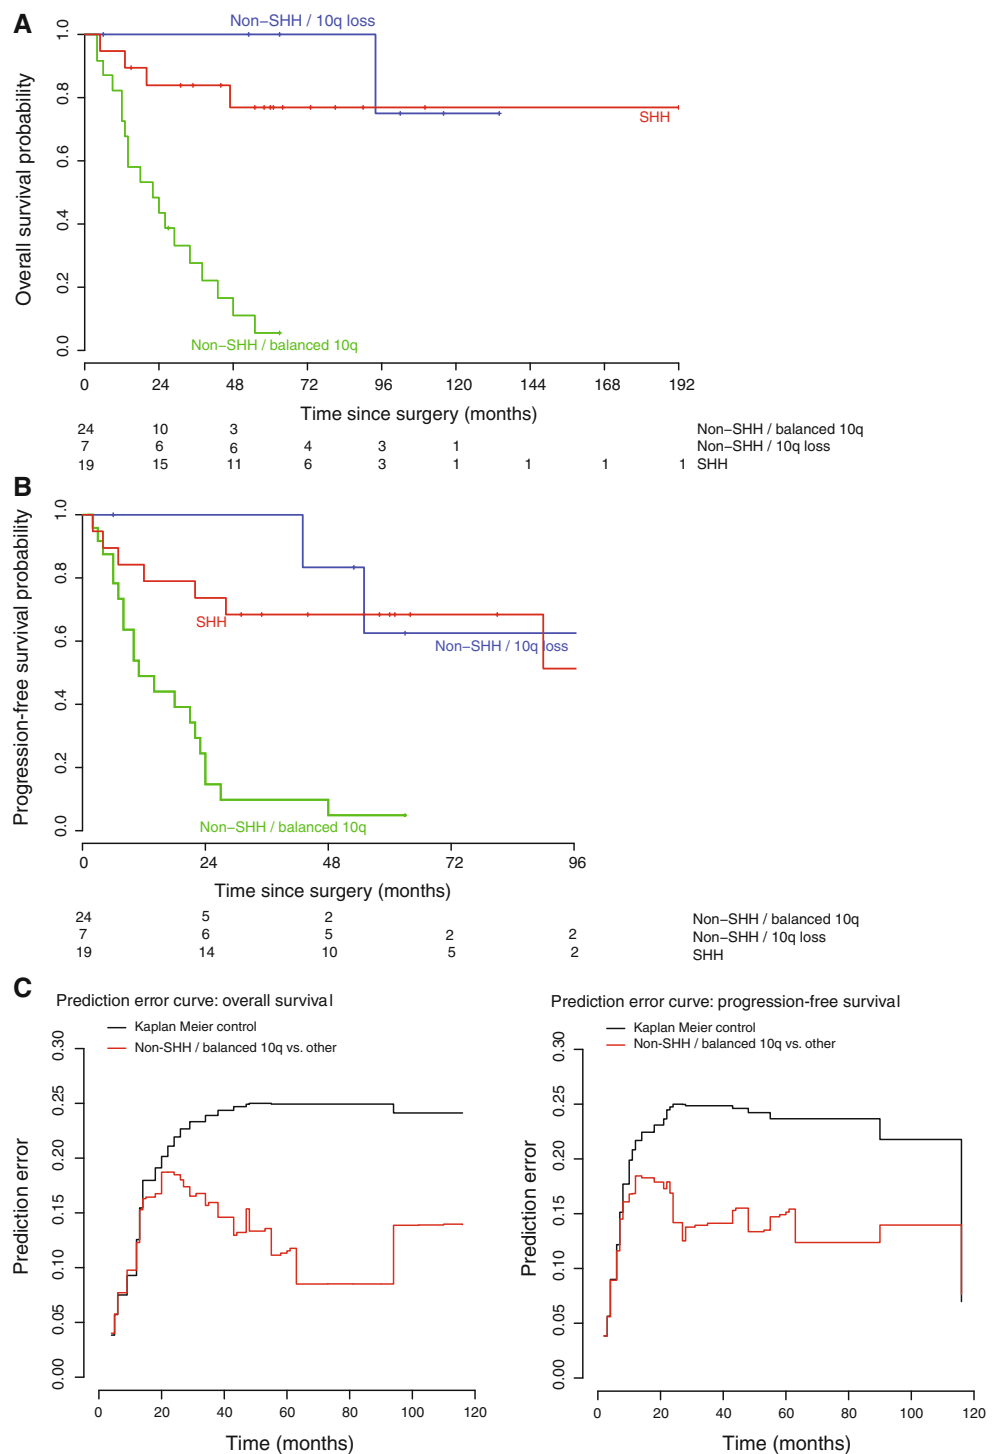 A
Non-SHH / 10q loss
Overall survival probability
1.0
0.8
0.6
0.4
0.2
0.0
SHH
Non-SHH / balanced 10q
0 24 48 72 96 120 144 168 192
Time since surgery (months)
24 10 3 Non-SHH / balanced 10q
7 6 6 4 3 1 Non-SHH / 10q loss
19 15 11 6 3 1 1 1 1 SHH
B
Progression-free survival probability
1.0
0.8
0.6
0.4
0.2
0.0
SHH
Non-SHH / 10q loss
Non-SHH / balanced 10q
0 24 48 72 96
Time since surgery (months)
24 5 2 Non-SHH / balanced 10q
7 6 5 2 2 Non-SHH / 10q loss
19 14 10 5 2 SHH
C
Prediction error curve: overall survival
Kaplan Meier control
Non-SHH / balanced 10q vs. other
Prediction error
0.30
0.25
0.20
0.15
0.10
0.05
0.00
0 20 40 60 80 100 120
Time (months)
Prediction error curve: progression-free survival
Kaplan Meier control
Non-SHH / balanced 10q vs. other
Prediction error
0.30
0.25
0.20
0.15
0.10
0.05
0.00
0 20 40 60 80 100 120
Time (months)